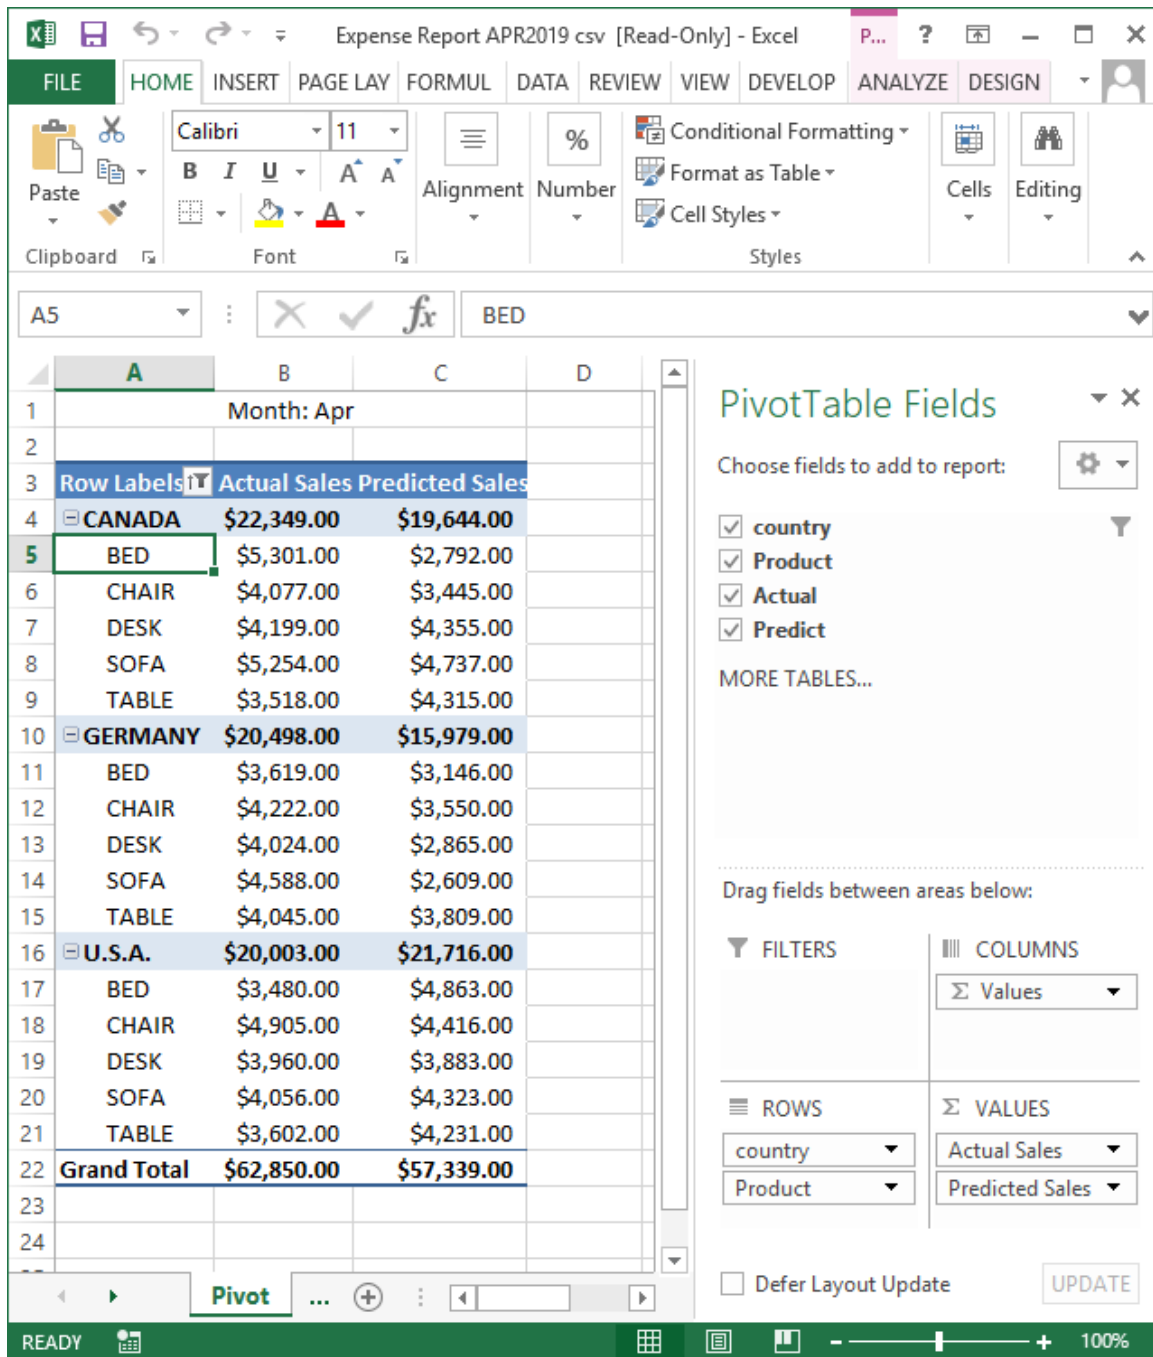 Expense Report APR2019 csv [Read-Only] - Excel P... ?
FILE HOME INSERT PAGE LAY FORMUL DATA REVIEW VIEW DEVELOP ANALYZE DESIGN
Calibri 11 % Conditional Formatting
B I U A A Format as Table
Paste Alignment Number Cell Styles Cells Editing
A
Clipboard Font Styles
A5 fx BED
A B C D
1 Month: Apr
2
3 Row Labels Actual Sales Predicted Sales
4 CANADA $22,349.00 $19,644.00
5 BED $5,301.00 $2,792.00
6 CHAIR $4,077.00 $3,445.00
7 DESK $4,199.00 $4,355.00
8 SOFA $5,254.00 $4,737.00
9 TABLE $3,518.00 $4,315.00
10 GERMANY $20,498.00 $15,979.00
11 BED $3,619.00 $3,146.00
12 CHAIR $4,222.00 $3,550.00
13 DESK $4,024.00 $2,865.00
14 SOFA $4,588.00 $2,609.00
15 TABLE $4,045.00 $3,809.00
16 U.S.A. $20,003.00 $21,716.00
17 BED $3,480.00 $4,863.00
18 CHAIR $4,905.00 $4,416.00
19 DESK $3,960.00 $3,883.00
20 SOFA $4,056.00 $4,323.00
21 TABLE $3,602.00 $4,231.00
22 Grand Total $62,850.00 $57,339.00
23
24
PivotTable Fields
Choose fields to add to report:
country
Product
Actual
Predict
MORE TABLES...
Drag fields between areas below:
FILTERS COLUMNS
Σ Values
ROWS Σ VALUES
country Actual Sales
Product Predicted Sales
Defer Layout Update UPDATE
Pivot ...
READY 100%